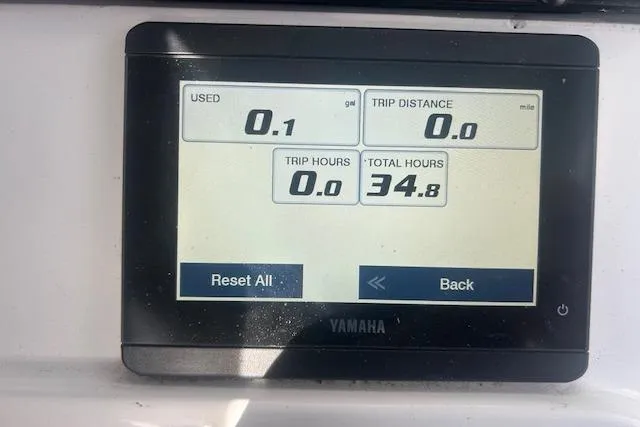 USED gal TRIP DISTANCE mile
0.1 0.0
TRIP HOURS TOTAL HOURS
0.0 34.8
Reset All Back
YAMAHA